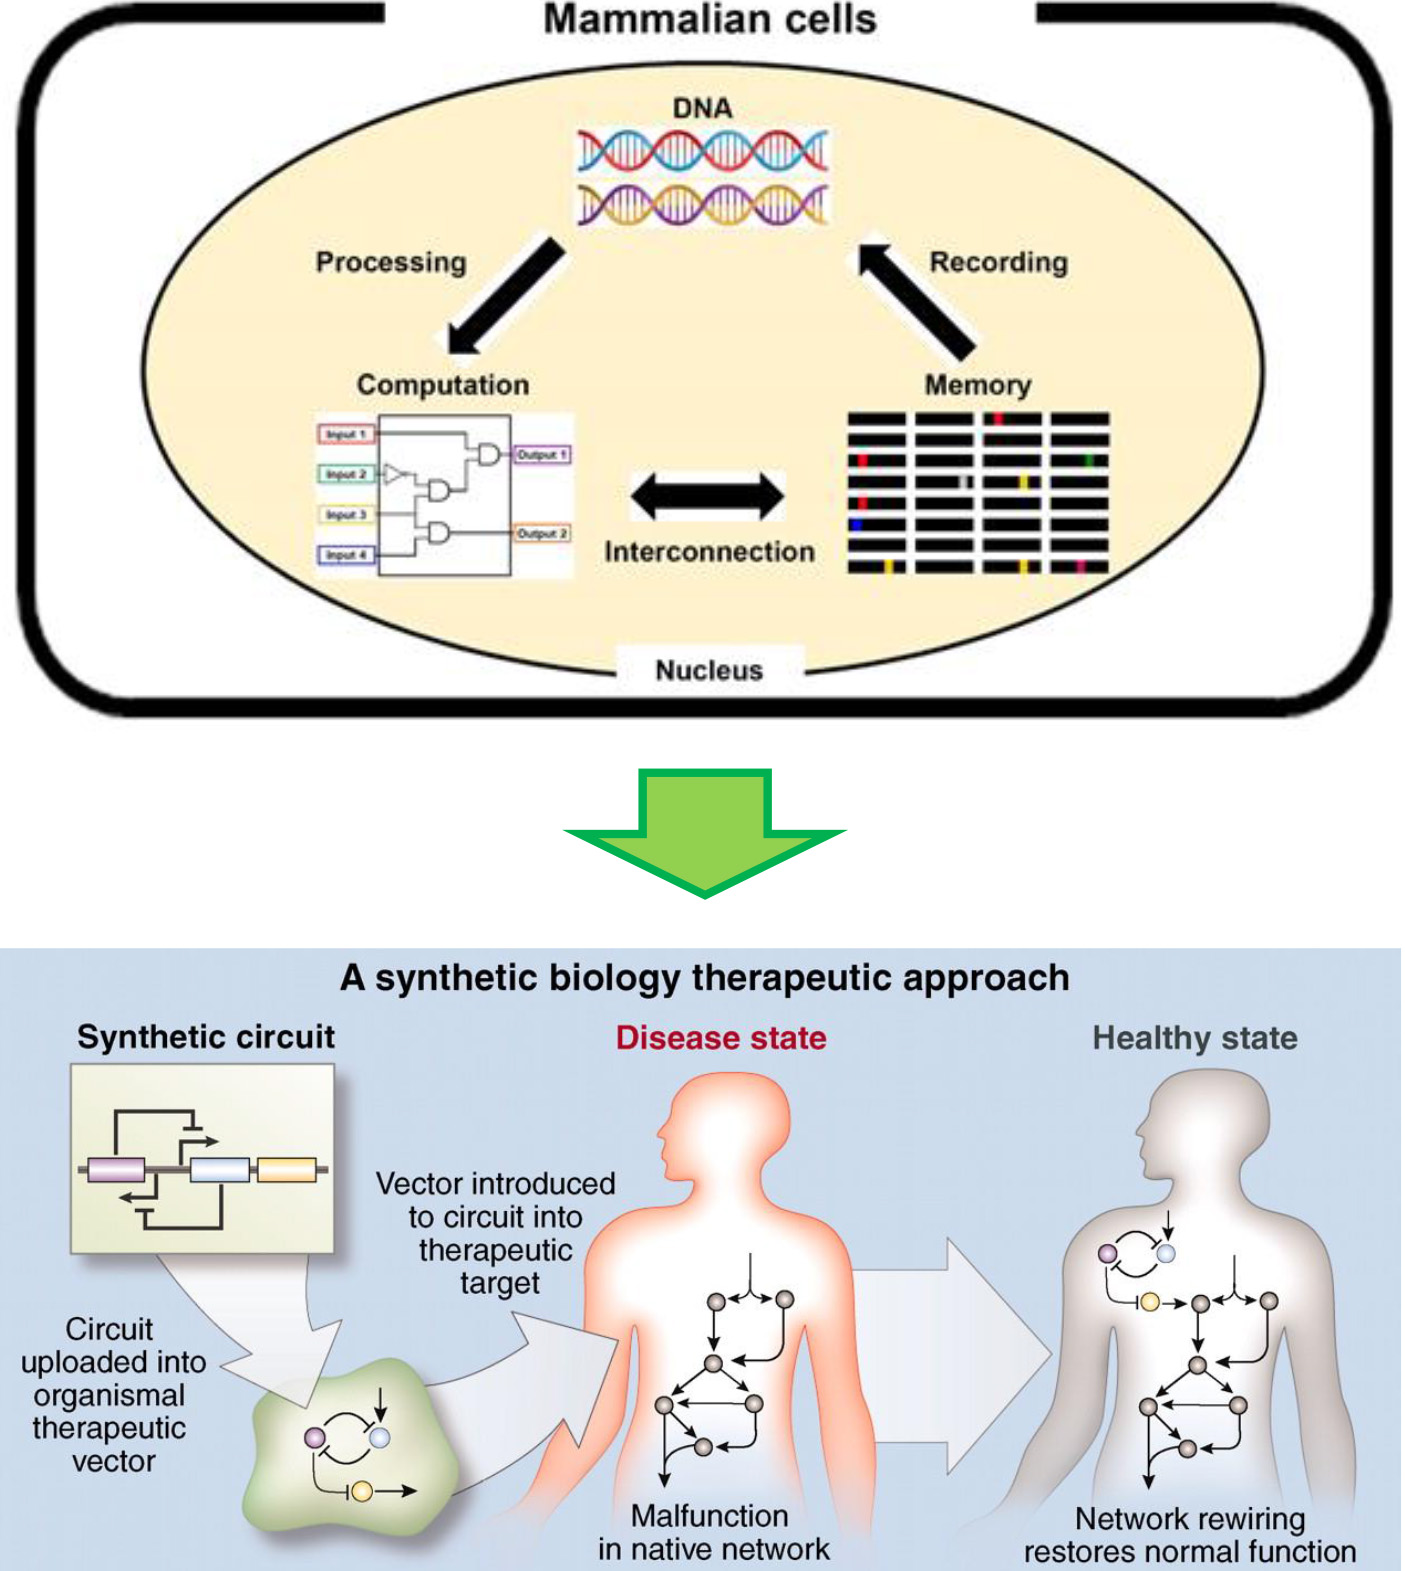 Mammalian cells
DNA
Processing
Recording
Computation
Memory
Input 1
Input 2
Input 3
Input 4
Output 1
Output 2
Interconnection
Nucleus
A synthetic biology therapeutic approach
Synthetic circuit
Disease state
Healthy state
Vector introduced
to circuit into
therapeutic
target
Circuit
uploaded into
organismal
therapeutic
vector
Malfunction
in native network
Network rewiring
restores normal function